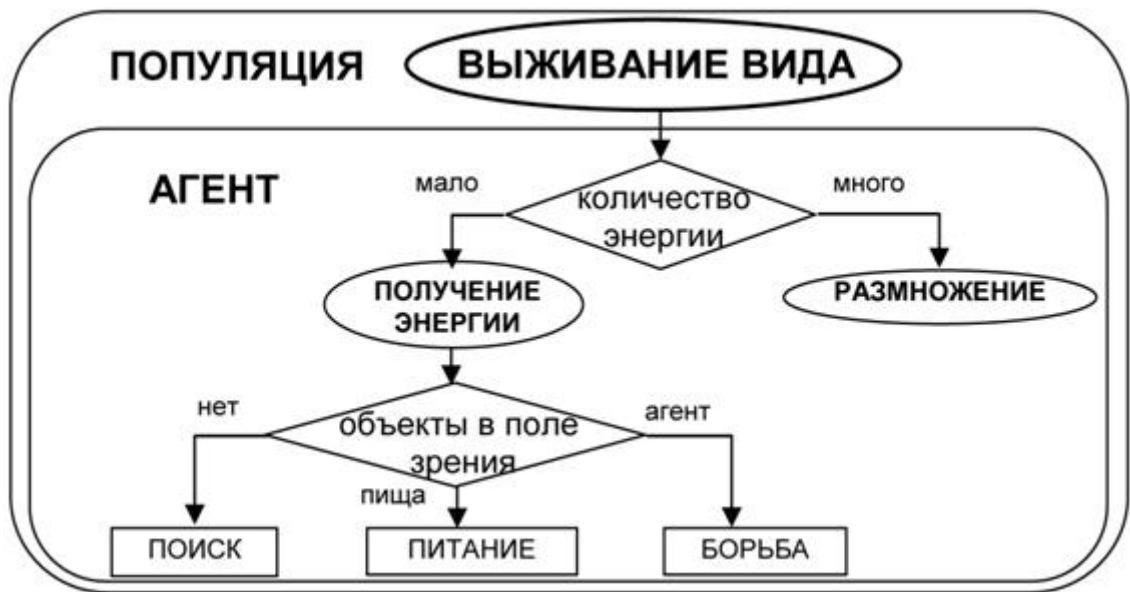 ПОПУЛЯЦИЯ
ВЫЖИВАНИЕ ВИДА
АГЕНТ
мало
количество
энергии
много
ПОЛУЧЕНИЕ
ЭНЕРГИИ
РАЗМНОЖЕНИЕ
нет
объекты в поле
зрения
агент
пища
ПОИСК
ПИТАНИЕ
БОРЬБА